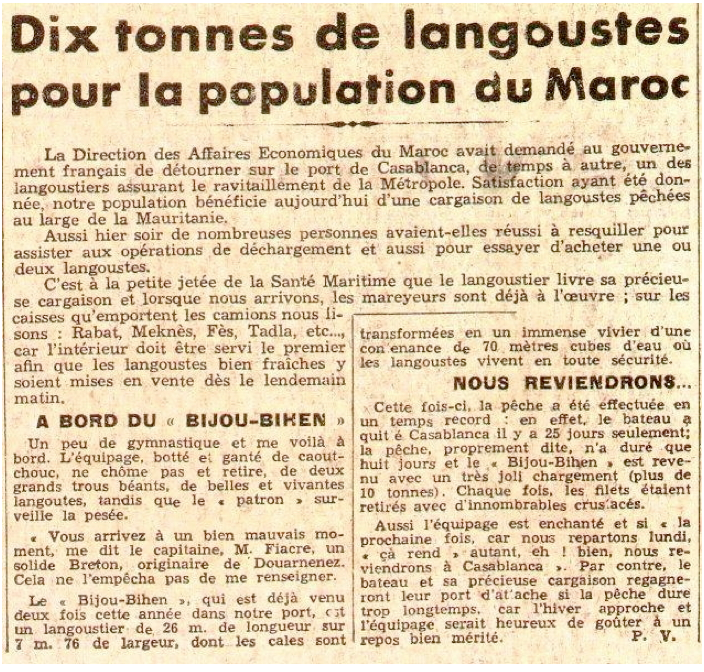 Dix tonnes de langoustes
pour la population du Maroc
La Direction des Affaires Economiques du Maroc avait demandé au gouverne-
ment français de détourner sur le port de Casablanca, de temps à autre, un des
langoustiers assurant le ravitaillement de la Métropole. Satisfaction ayant été don-
née, notre population bénéficie aujourd'hui d'une cargaison de langoustes pêchées
au large de la Mauritanie.
Aussi hier soir de nombreuses personnes avaient-elles réussi à resquiller pour
assister aux opérations de déchargement et aussi pour essayer d'acheter une ou
deux langoustes.
C'est à la petite jetée de la Santé Maritime que le langoustier livre sa précieu-
se cargaison et lorsque nous arrivons, les mareyeurs sont déjà à l'œuvre ; sur les
caisses qu'emportent les camions nous li-
sons : Rabat, Meknès, Fès, Tadla, etc...,
car l'intérieur doit être servi le premier
afin que les langoustes bien fraîches y
soient mises en vente dès le lendemain
matin.
A BORD DU « BIJOU-BIHEN »
Un peu de gymnastique et me voilà à
bord. L'équipage, botté et ganté de caout-
chouc, ne chôme pas et retire, de deux
grands trous béants, de belles et vivantes
langoutes, tandis que le « patron » sur-
veille la pesée.
« Vous arrivez à un bien mauvais mo-
ment, me dit le capitaine, M. Fiacre, un
solide Breton, originaire de Douarnenez.
Cela ne l'empêcha pas de me renseigner.
Le « Bijou-Bihen », qui est déjà venu
deux fois cette année dans notre port, est
un langoustier de 26 m. de longueur sur
7 m. 76 de largeur, dont les cales sont
transformées en un immense vivier d'une
con enance de 70 mètres cubes d'eau où
les langoustes vivent en toute sécurité.
NOUS REVIENDRONS...
Cette fois-ci, la pêche a été effectuée en
un temps record : en effet, le bateau a
quit é Casablanca il y a 25 jours seulement;
la pêche, proprement dite, n'a duré que
huit jours et le « Bijou-Bihen » est reve-
nu avec un très joli chargement (plus de
10 tonnes). Chaque fois, les filets étaient
retirés avec d'innombrables crustacés.
Aussi l'équipage est enchanté et si « la
prochaine fois, car nous repartons lundi,
« ça rend » autant, eh ! bien, nous re-
viendrons à Casablanca ». Par contre, le
bateau et sa précieuse cargaison regagne-
ront leur port d'at ache si la pêche dure
trop longtemps, car l'hiver approche et
l'équipage serait heureux de goûter à un
repos bien mérité. P. V.